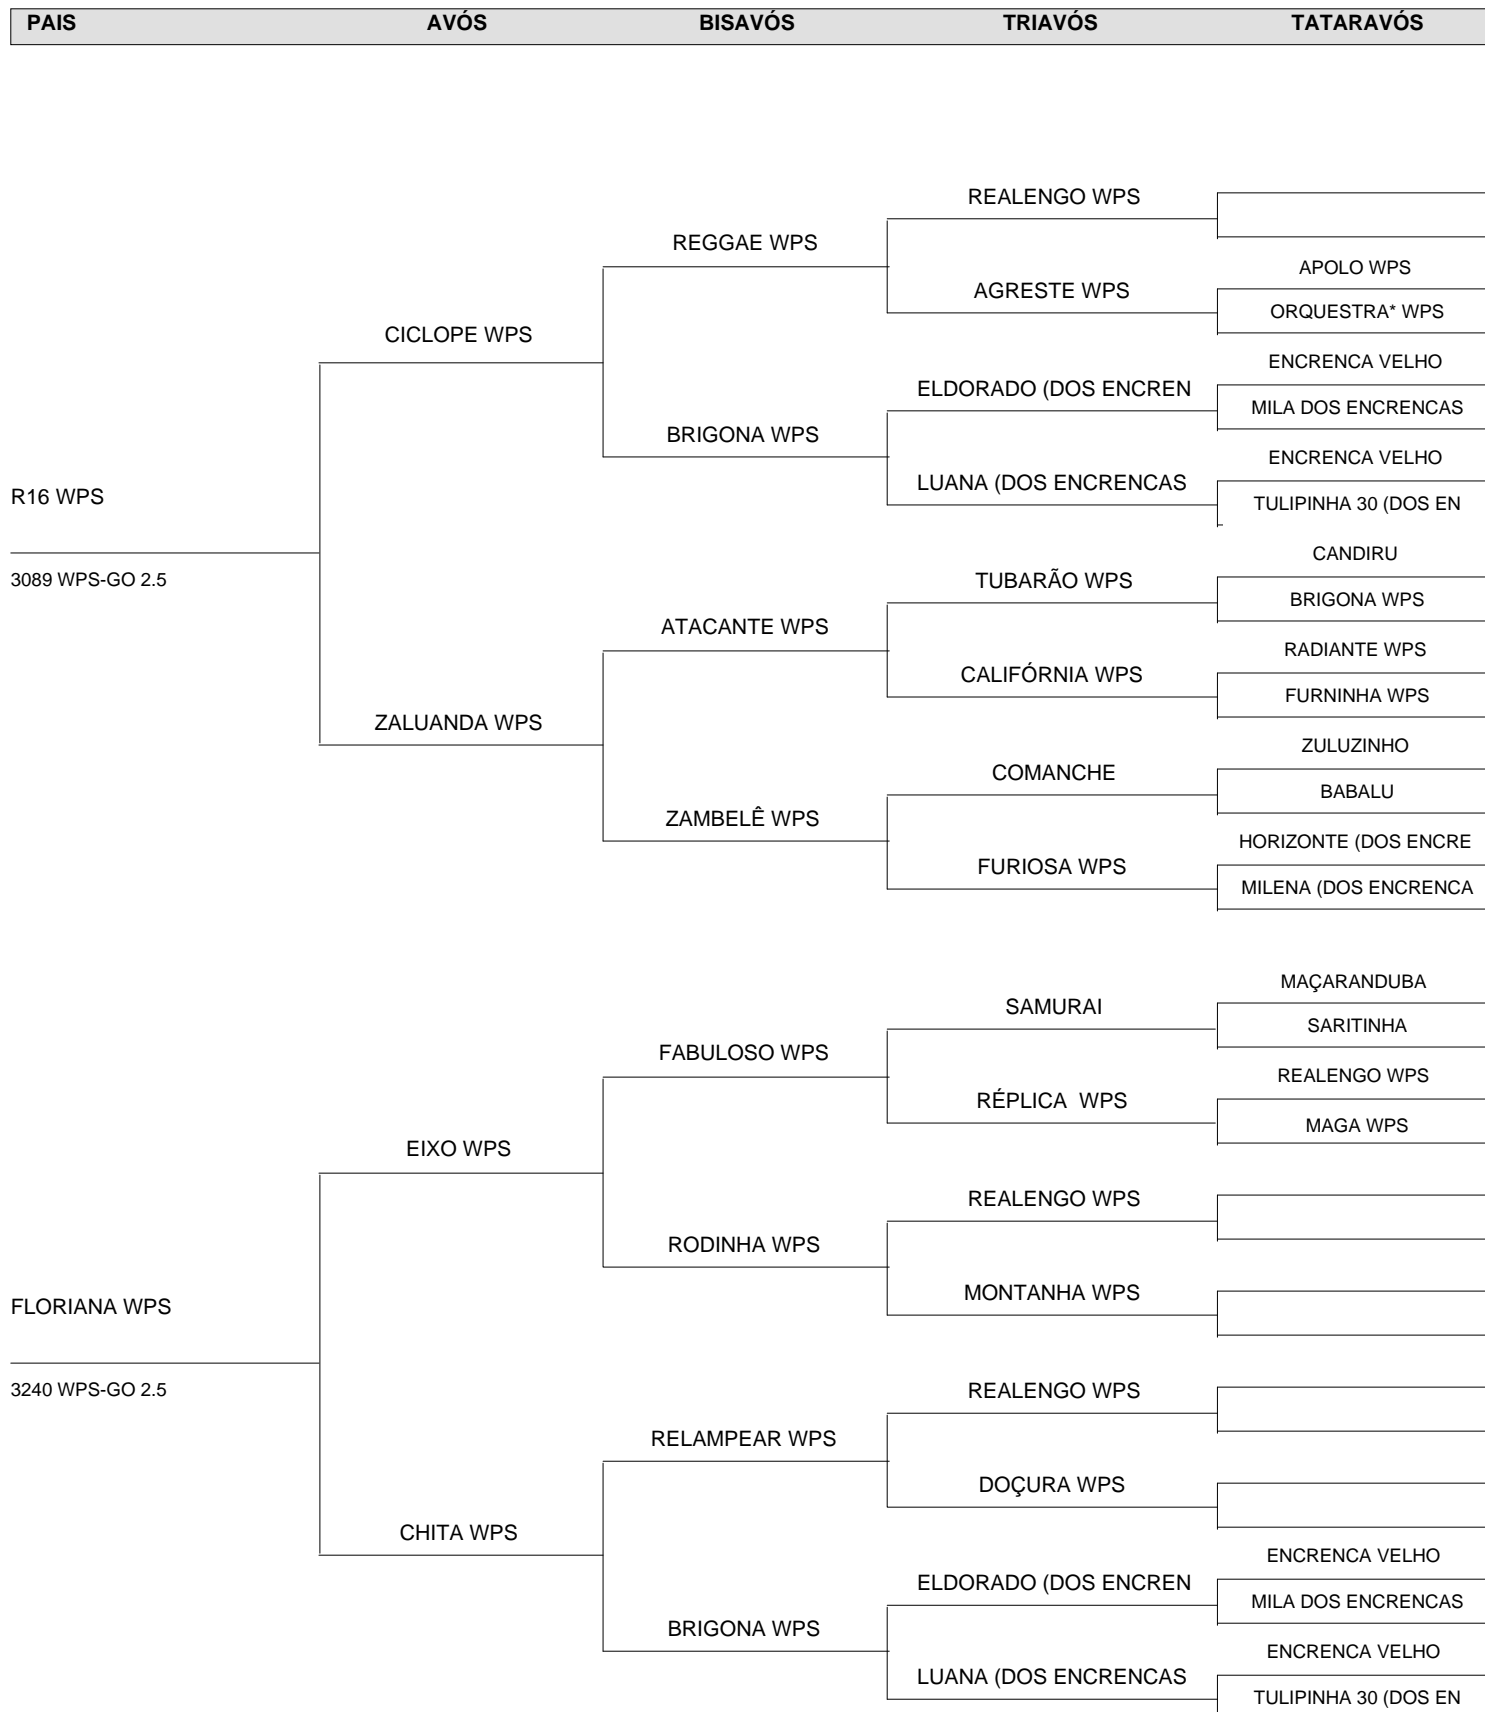 PAIS AVÓS BISAVÓS TRIAVÓS TATARAVÓS
REALENGO WPS
REGGAE WPS
APOLO WPS
AGRESTE WPS
ORQUESTRA* WPS
CICLOPE WPS
ENCRENCA VELHO
ELDORADO (DOS ENCREN
MILA DOS ENCRENCAS
BRIGONA WPS
ENCRENCA VELHO
LUANA (DOS ENCRENCAS
R16 WPS
TULIPINHA 30 (DOS EN
CANDIRU
3089 WPS-GO 2.5
TUBARÃO WPS
BRIGONA WPS
ATACANTE WPS
RADIANTE WPS
CALIFÓRNIA WPS
FURNINHA WPS
ZALUANDA WPS
ZULUZINHO
COMANCHE
BABALU
ZAMBELÊ WPS
HORIZONTE (DOS ENCRE
FURIOSA WPS
MILENA (DOS ENCRENCA
MAÇARANDUBA
SAMURAI
SARITINHA
FABULOSO WPS
REALENGO WPS
RÉPLICA  WPS
MAGA WPS
EIXO WPS
REALENGO WPS
RODINHA WPS
MONTANHA WPS
FLORIANA WPS
3240 WPS-GO 2.5
REALENGO WPS
RELAMPEAR WPS
DOÇURA WPS
CHITA WPS
ENCRENCA VELHO
ELDORADO (DOS ENCREN
MILA DOS ENCRENCAS
BRIGONA WPS
ENCRENCA VELHO
LUANA (DOS ENCRENCAS
TULIPINHA 30 (DOS EN